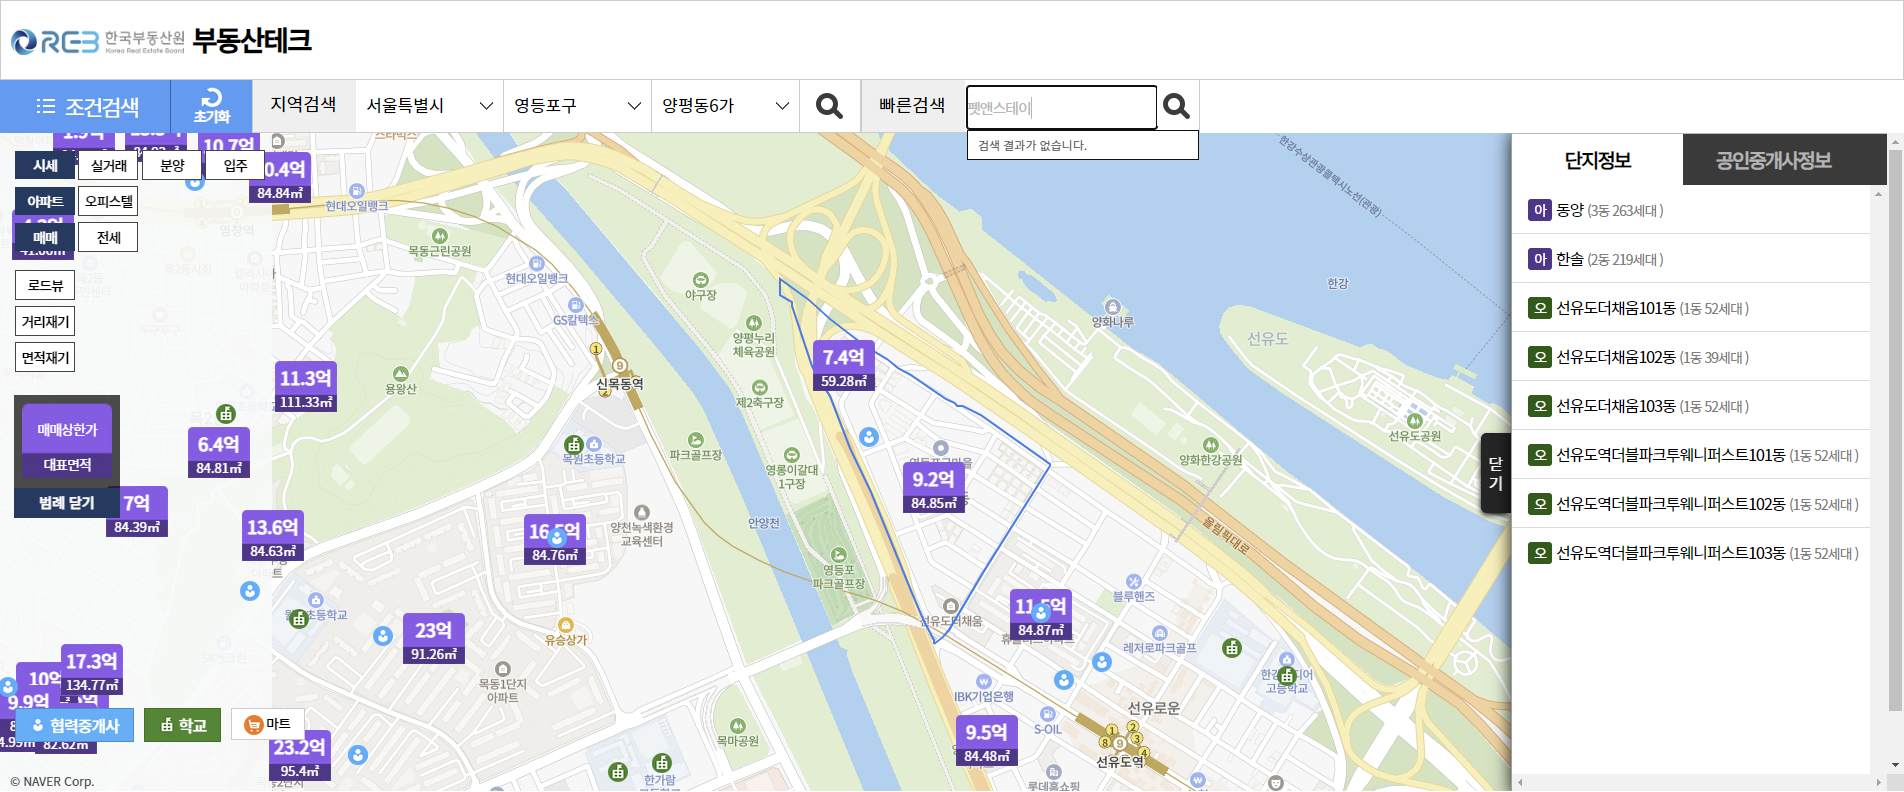 REB 한국부동산원 부동산테크
Korea Real Estate Board
조건검색
초기화
지역검색
서울특별시
영등포구
양평동6가
빠른검색
펫앤스테이
검색 결과가 없습니다.
시세
실거래
분양
입주
아파트
오피스텔
매매
전세
로드뷰
거리재기
면적재기
매매상한가
대표면적
범례 닫기
협력중개사
학교
마트
© NAVER Corp.
10.7억
84.84㎡
현대오일뱅크
목동근린공원
현대오일뱅크
GS칼텍스
신목동역
용왕산
11.3억
111.33㎡
6.4억
84.81㎡
7억
84.39㎡
13.6억
84.63㎡
16.5억
84.76㎡
목원초등학교
파크골프장
양천녹색환경
교육센터
안양천
야구장
양평누리
체육공원
제2축구장
영롱이갈대
1구장
영등포
파크골프장
7.4억
59.28㎡
9.2억
84.85㎡
선유도더채움
11.5억
84.87㎡
블루핸즈
레저로파크골프
IBK기업은행
S-OIL
선유로운
선유도역
9.5억
84.48㎡
롯데홈쇼핑
23억
91.26㎡
유승상가
목동1단지
아파트
목마공원
한가람
17.3억
134.77㎡
9.9억
82.62㎡
23.2억
95.4㎡
한강수상관광콜택시노선(관광)
한강
양화나루
선유도
선유도공원
양화한강공원
올림픽대로
고등학교
닫기
단지정보
공인중개사정보
아 동양 (3동 263세대 )
아 한솔 (2동 219세대 )
오 선유도더채움101동 (1동 52세대 )
오 선유도더채움102동 (1동 39세대 )
오 선유도더채움103동 (1동 52세대 )
오 선유도역더블파크투웨니퍼스트101동 (1동 52세대 )
오 선유도역더블파크투웨니퍼스트102동 (1동 52세대 )
오 선유도역더블파크투웨니퍼스트103동 (1동 52세대 )